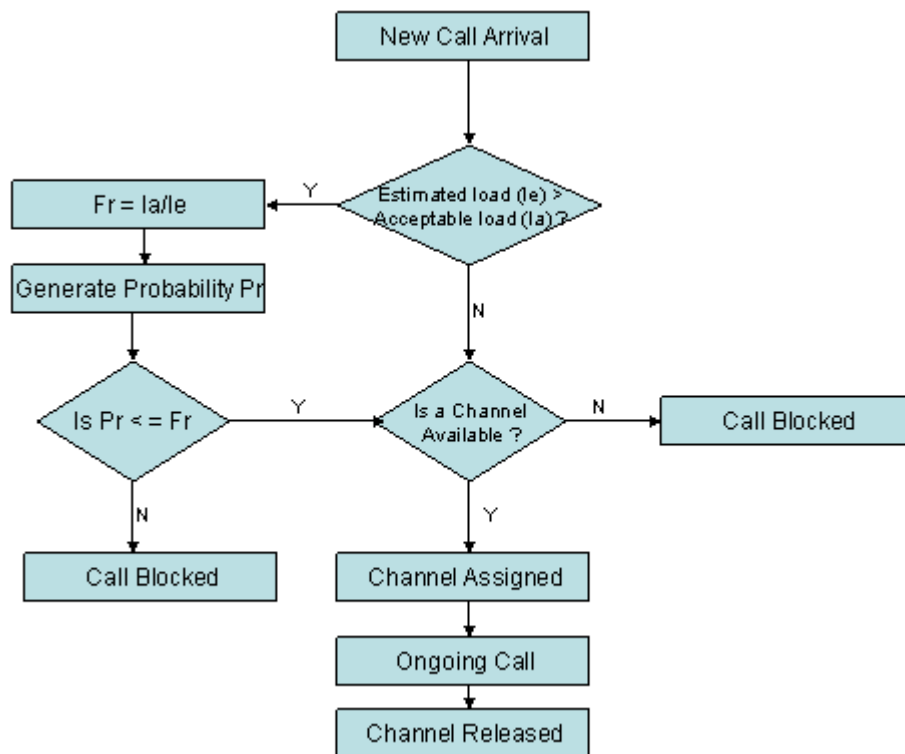 New Call Arrival
Estimated load (le) >
Acceptable load (la) ?
Y
Fr = la/le
Generate Probability Pr
N
Is Pr < = Fr
Y
Is a Channel
Available ?
N
Call Blocked
N
Y
Call Blocked
Channel Assigned
Ongoing Call
Channel Released